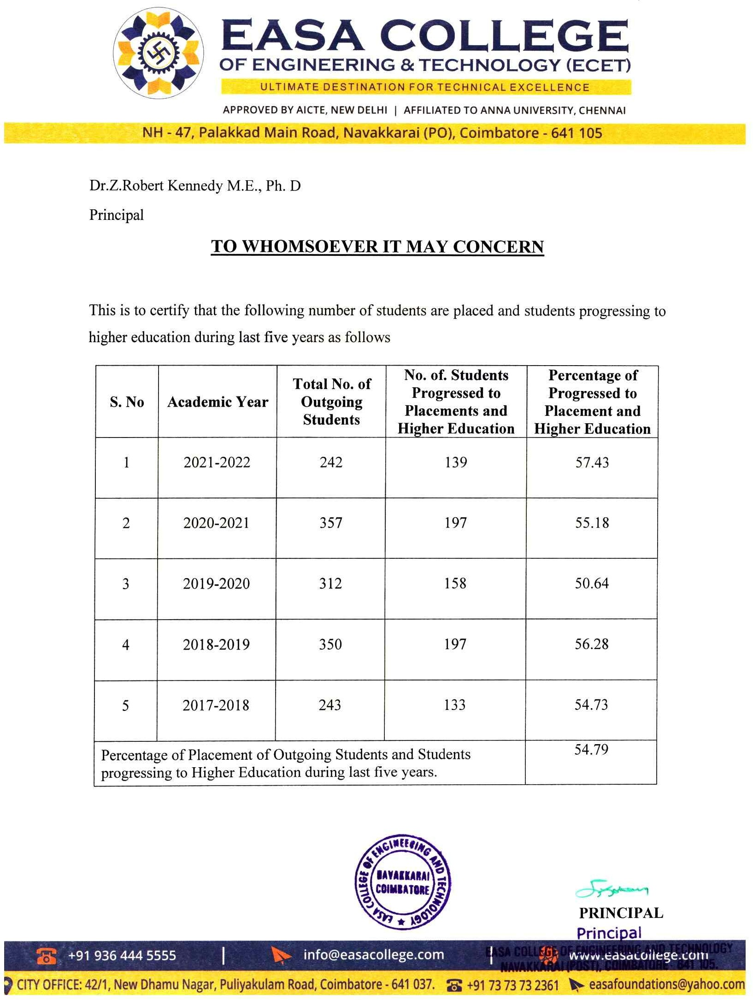 EASA COLLEGE
OF ENGINEERING & TECHNOLOGY (ECET)
ULTIMATE DESTINATION FOR TECHNICAL EXCELLENCE
APPROVED BY AICTE, NEW DELHI | AFFILIATED TO ANNA UNIVERSITY, CHENNAI
NH - 47, Palakkad Main Road, Navakkarai (PO), Coimbatore - 641 105
Dr.Z.Robert Kennedy M.E., Ph. D
Principal
TO WHOMSOEVER IT MAY CONCERN
This is to certify that the following number of students are placed and students progressing to
higher education during last five years as follows
S. No | Academic Year | Total No. of Outgoing Students | No. of. Students Progressed to Placements and Higher Education | Percentage of Progressed to Placement and Higher Education
1 | 2021-2022 | 242 | 139 | 57.43
2 | 2020-2021 | 357 | 197 | 55.18
3 | 2019-2020 | 312 | 158 | 50.64
4 | 2018-2019 | 350 | 197 | 56.28
5 | 2017-2018 | 243 | 133 | 54.73
Percentage of Placement of Outgoing Students and Students
progressing to Higher Education during last five years. | 54.79
EASA COLLEGE OF ENGINEERING AND TECHNOLOGY
NAVAKKARAI
COIMBATORE
PRINCIPAL
Principal
EASA COLLEGE OF ENGINEERING AND TECHNOLOGY
NAVAKKARAI (POST), COIMBATORE - 641 105.
+91 936 444 5555 | info@easacollege.com | www.easacollege.com
CITY OFFICE: 42/1, New Dhamu Nagar, Puliyakulam Road, Coimbatore - 641 037. +91 73 73 73 2361 easafoundations@yahoo.com